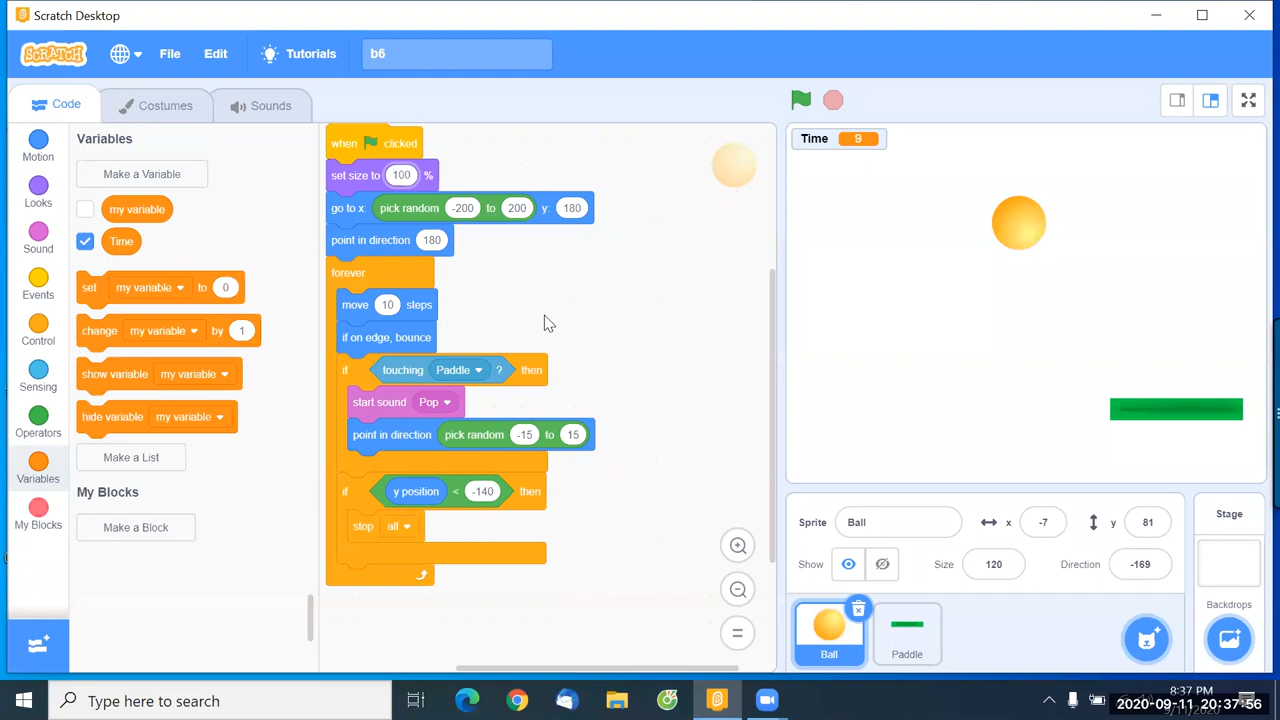 Scratch Desktop
SCRATCH
File
Edit
Tutorials
b6
Code
Costumes
Sounds
Motion
Looks
Sound
Events
Control
Sensing
Operators
Variables
My Blocks
Variables
Make a Variable
my variable
Time
set my variable to 0
change my variable by 1
show variable my variable
hide variable my variable
Make a List
My Blocks
Make a Block
when clicked
set size to 100 %
go to x: pick random -200 to 200 y: 180
point in direction 180
forever
move 10 steps
if on edge, bounce
if touching Paddle ? then
start sound Pop
point in direction pick random -15 to 15
if y position < -140 then
stop all
Time 9
Sprite Ball x -7 y 81
Show Size 120 Direction -169
Ball
Paddle
Stage
Backdrops
Type here to search
8:37 PM
2020-09-11 20:37:56